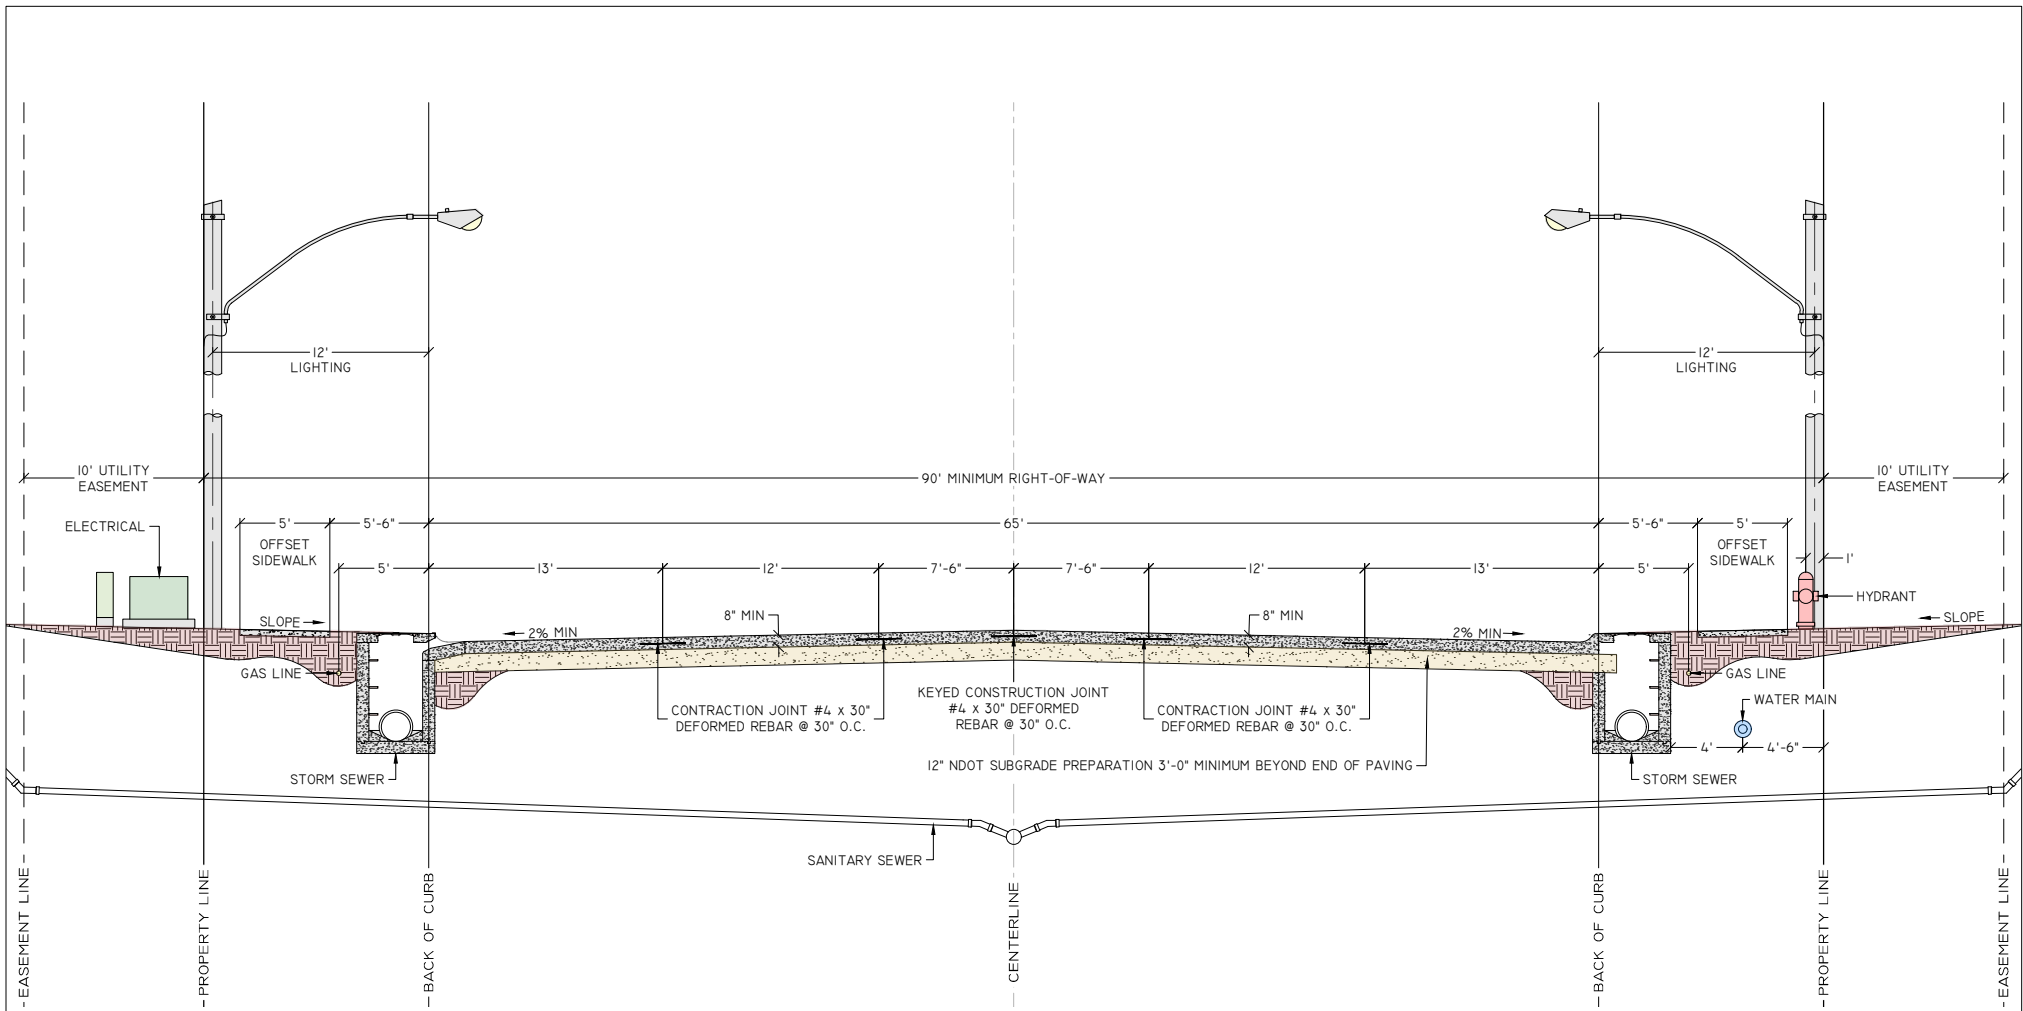 12'
LIGHTING
12'
LIGHTING
10' UTILITY
EASEMENT
90' MINIMUM RIGHT-OF-WAY
10' UTILITY
EASEMENT
ELECTRICAL
5'
5'-6"
65'
5'-6"
5'
OFFSET
SIDEWALK
OFFSET
SIDEWALK
1'
5'
13'
12'
7'-6"
7'-6"
12'
13'
5'
HYDRANT
SLOPE
8" MIN
8" MIN
SLOPE
2% MIN
2% MIN
GAS LINE
GAS LINE
CONTRACTION JOINT #4 x 30"
DEFORMED REBAR @ 30" O.C.
KEYED CONSTRUCTION JOINT
#4 x 30" DEFORMED
REBAR @ 30" O.C.
CONTRACTION JOINT #4 x 30"
DEFORMED REBAR @ 30" O.C.
WATER MAIN
4'
4'-6"
12" NDOT SUBGRADE PREPARATION 3'-0" MINIMUM BEYOND END OF PAVING
STORM SEWER
STORM SEWER
SANITARY SEWER
EASEMENT LINE
PROPERTY LINE
BACK OF CURB
CENTERLINE
BACK OF CURB
PROPERTY LINE
EASEMENT LINE